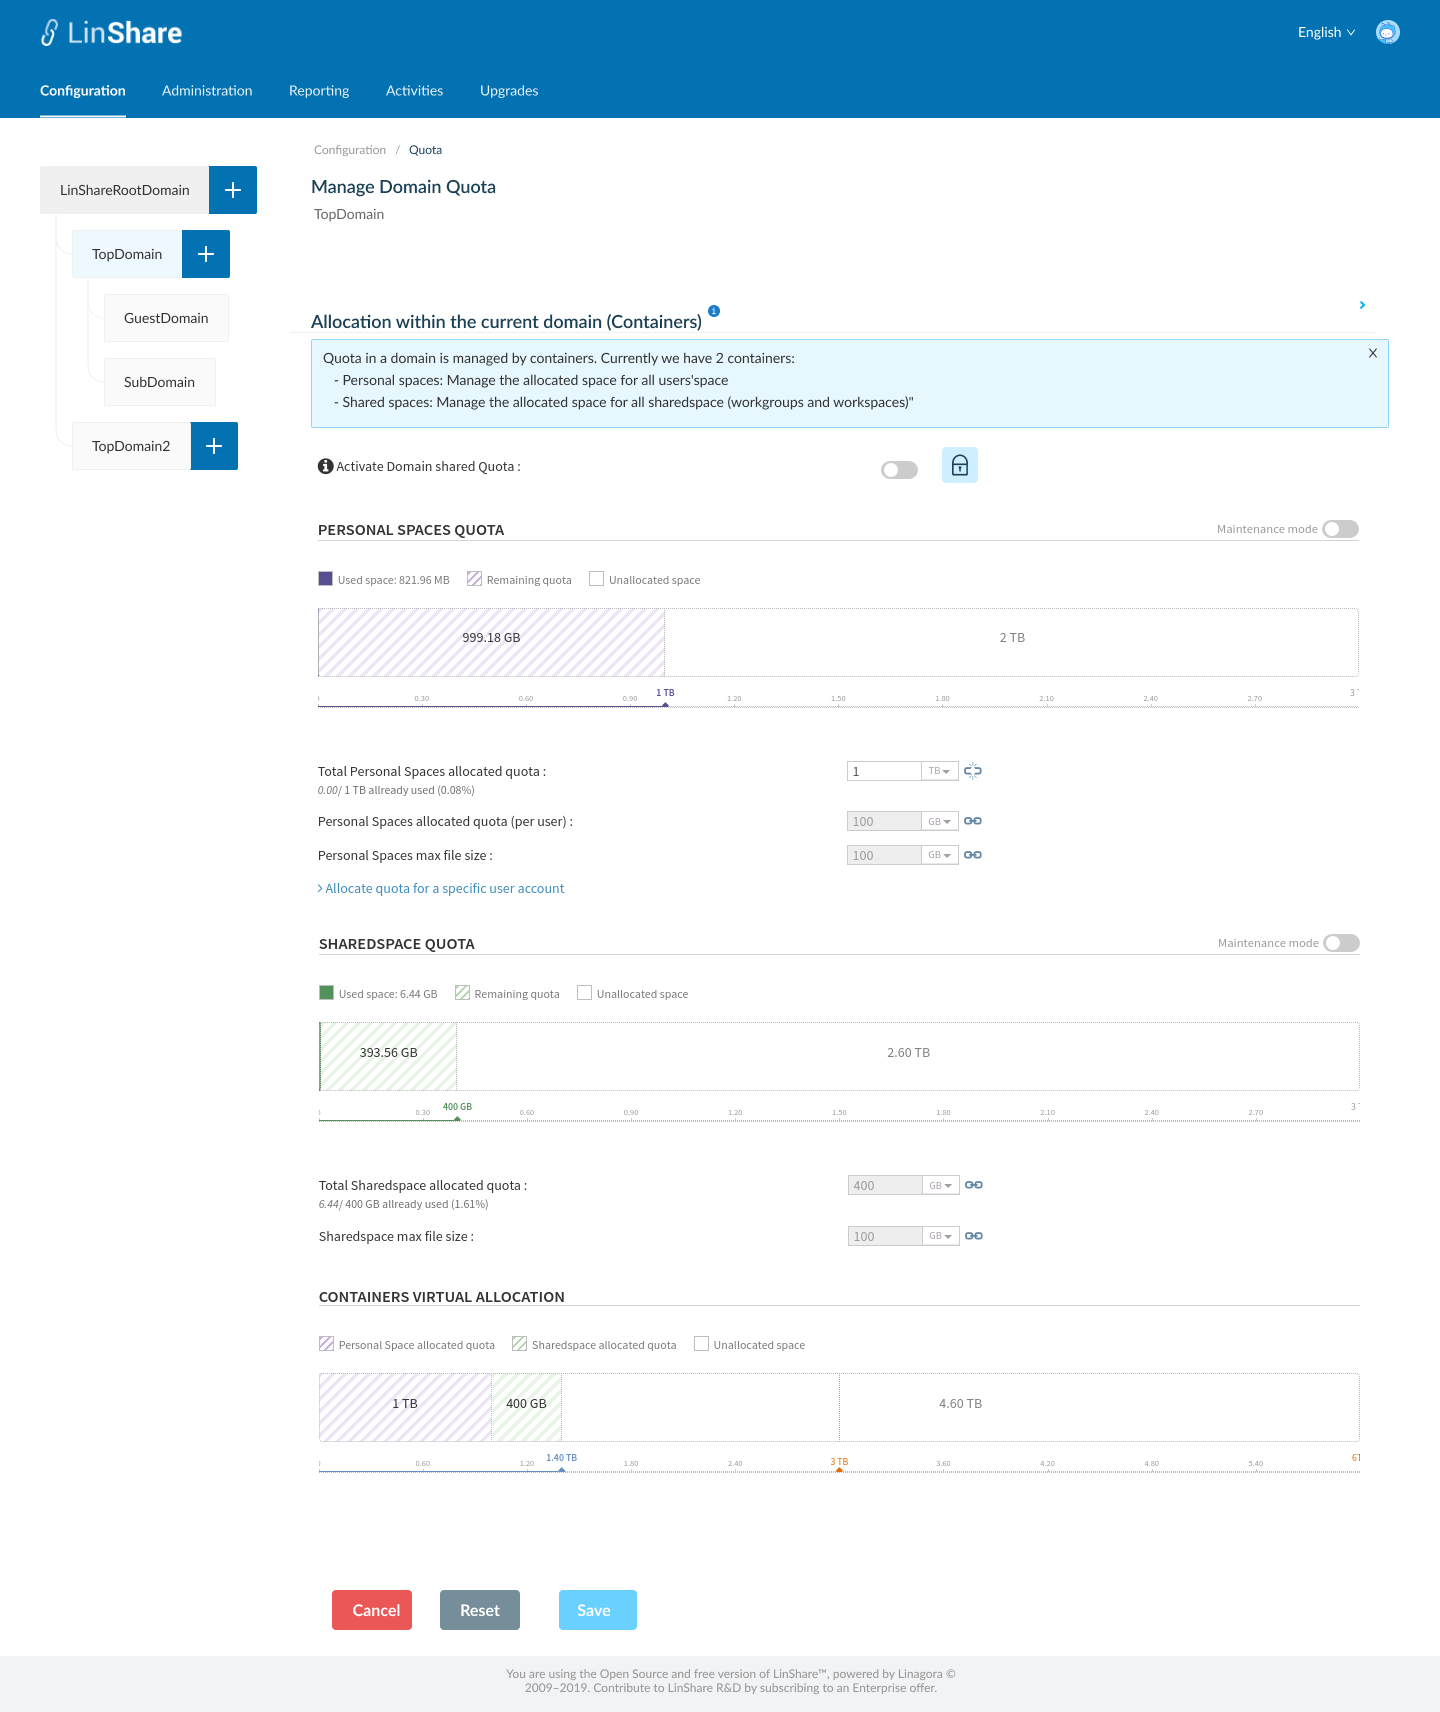 LinShare
English
Configuration Administration Reporting Activities Upgrades
LinShareRootDomain
TopDomain
GuestDomain
SubDomain
TopDomain2
Configuration / Quota
Manage Domain Quota
TopDomain
Allocation within the current domain (Containers) 1
Quota in a domain is managed by containers. Currently we have 2 containers:
- Personal spaces: Manage the allocated space for all users'space
- Shared spaces: Manage the allocated space for all sharedspace (workgroups and workspaces)"
X
Activate Domain shared Quota :
PERSONAL SPACES QUOTA Maintenance mode
Used space: 821.96 MB Remaining quota Unallocated space
999.18 GB 2 TB
0.30 0.60 0.90 1 TB 1.20 1.50 1.80 2.10 2.40 2.70 3
Total Personal Spaces allocated quota : 1 TB
0.00/ 1 TB allready used (0.08%)
Personal Spaces allocated quota (per user) : 100 GB
Personal Spaces max file size : 100 GB
> Allocate quota for a specific user account
SHAREDSPACE QUOTA Maintenance mode
Used space: 6.44 GB Remaining quota Unallocated space
393.56 GB 2.60 TB
0.30 400 GB 0.60 0.90 1.20 1.50 1.80 2.10 2.40 2.70 3
Total Sharedspace allocated quota : 400 GB
6.44/ 400 GB allready used (1.61%)
Sharedspace max file size : 100 GB
CONTAINERS VIRTUAL ALLOCATION
Personal Space allocated quota Sharedspace allocated quota Unallocated space
1 TB 400 GB 4.60 TB
0.60 1.20 1.40 TB 1.80 2.40 3 TB 3.60 4.20 4.80 5.40 6T
Cancel Reset Save
You are using the Open Source and free version of LinShare™, powered by Linagora ©
2009–2019. Contribute to LinShare R&D by subscribing to an Enterprise offer.